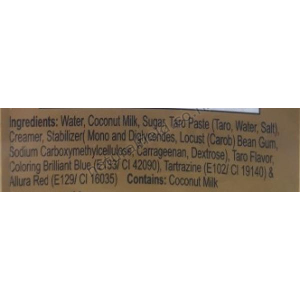 Ingredients: Water, Coconut Milk, Sugar, Taro Paste (Taro, Water, Salt),
Creamer, Stabilizer( Mono and Diglycerides, Locust (Carob) Bean Gum,
Sodium Carboxymethylcellulose, Carrageenan, Dextrose), Taro Flavor,
Coloring Brilliant Blue (E133/ CI 42090), Tartrazine (E102/ CI 19140) &
Allura Red (E129/ CI 16035) Contains: Coconut Milk